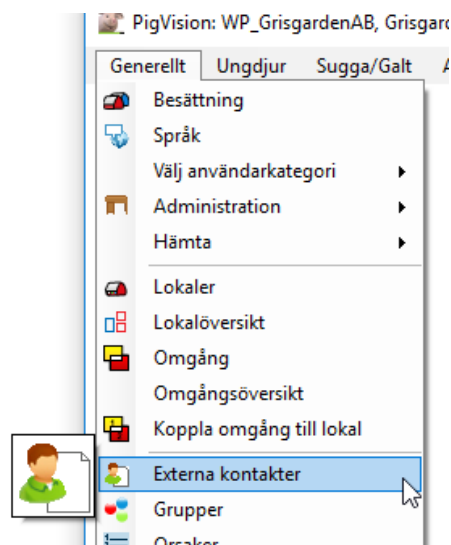 PigVision: WP_GrisgardenAB, Grisgard
Generellt Ungdjur Sugga/Galt
Besättning
Språk
Välj användarkategori
Administration
Hämta
Lokaler
Lokalöversikt
Omgång
Omgångsöversikt
Koppla omgång till lokal
Externa kontakter
Grupper
Orsaker